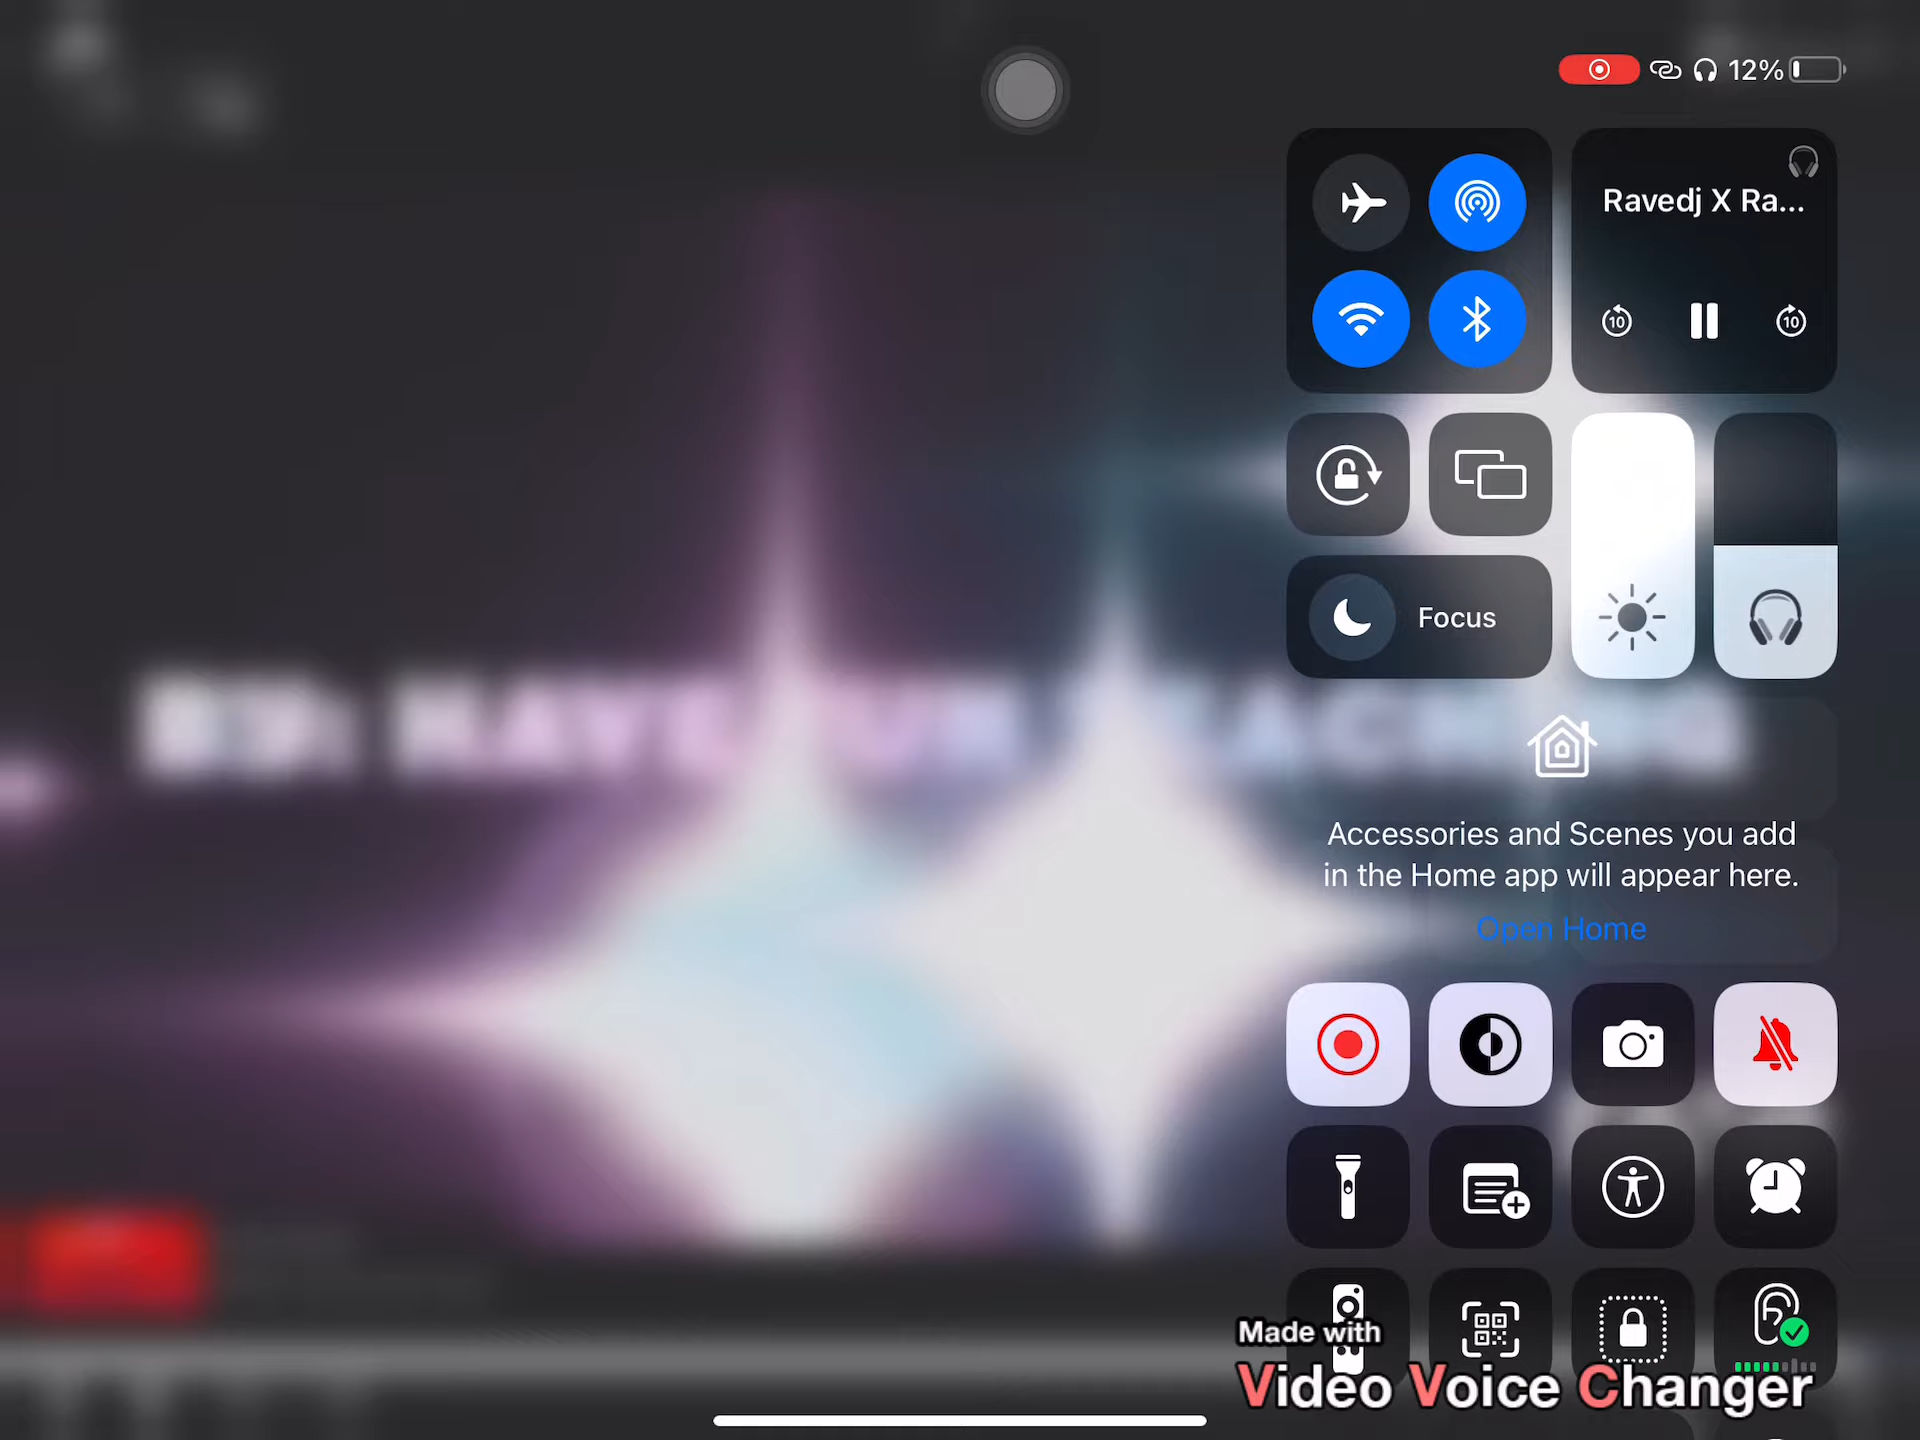 12%
Ravedj X Ra...
10
10
Focus
Accessories and Scenes you add
in the Home app will appear here.
Open Home
Made with
Video Voice Changer